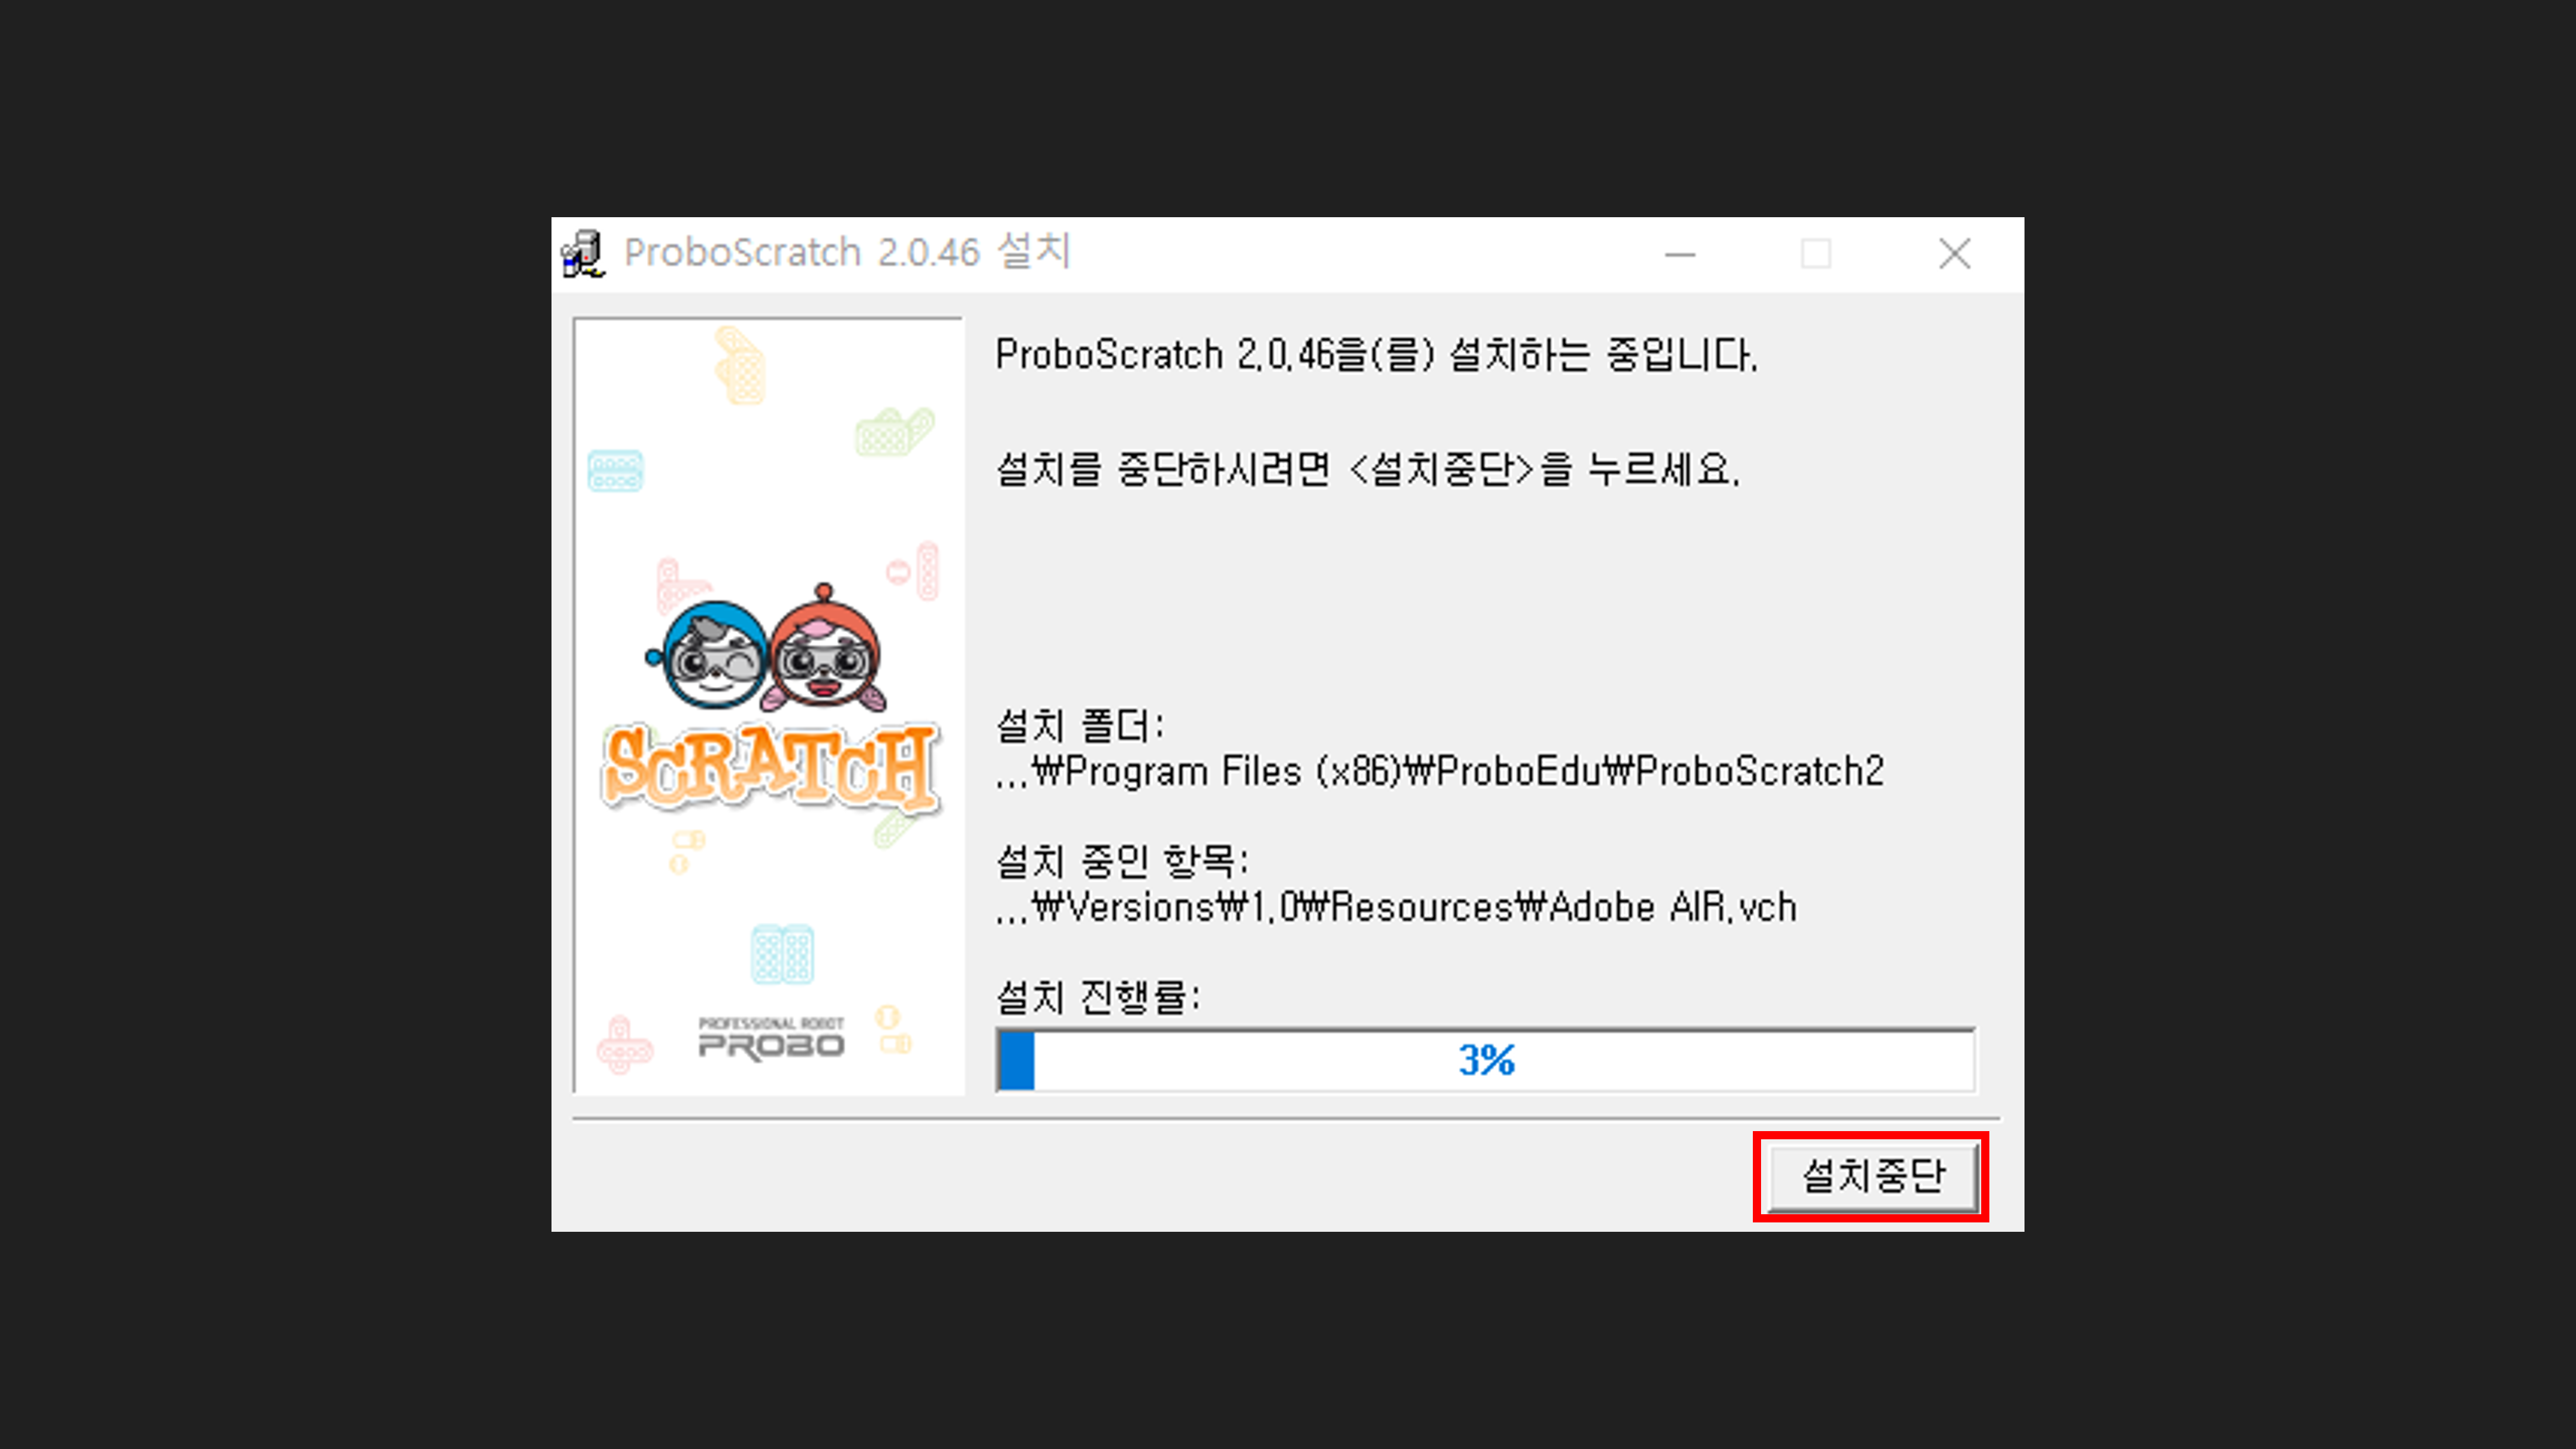 ProboScratch 2.0.46 설치
ProboScratch 2.0.46을(를) 설치하는 중입니다.
설치를 중단하시려면 <설치중단>을 누르세요.
SCRATCH
설치 폴더:
...₩Program Files (x86)₩ProboEdu₩ProboScratch2
설치 중인 항목:
...₩Versions₩1.0₩Resources₩Adobe AIR.vch
설치 진행률:
PROFESSIONAL ROBOT
PROBO
3%
설치중단